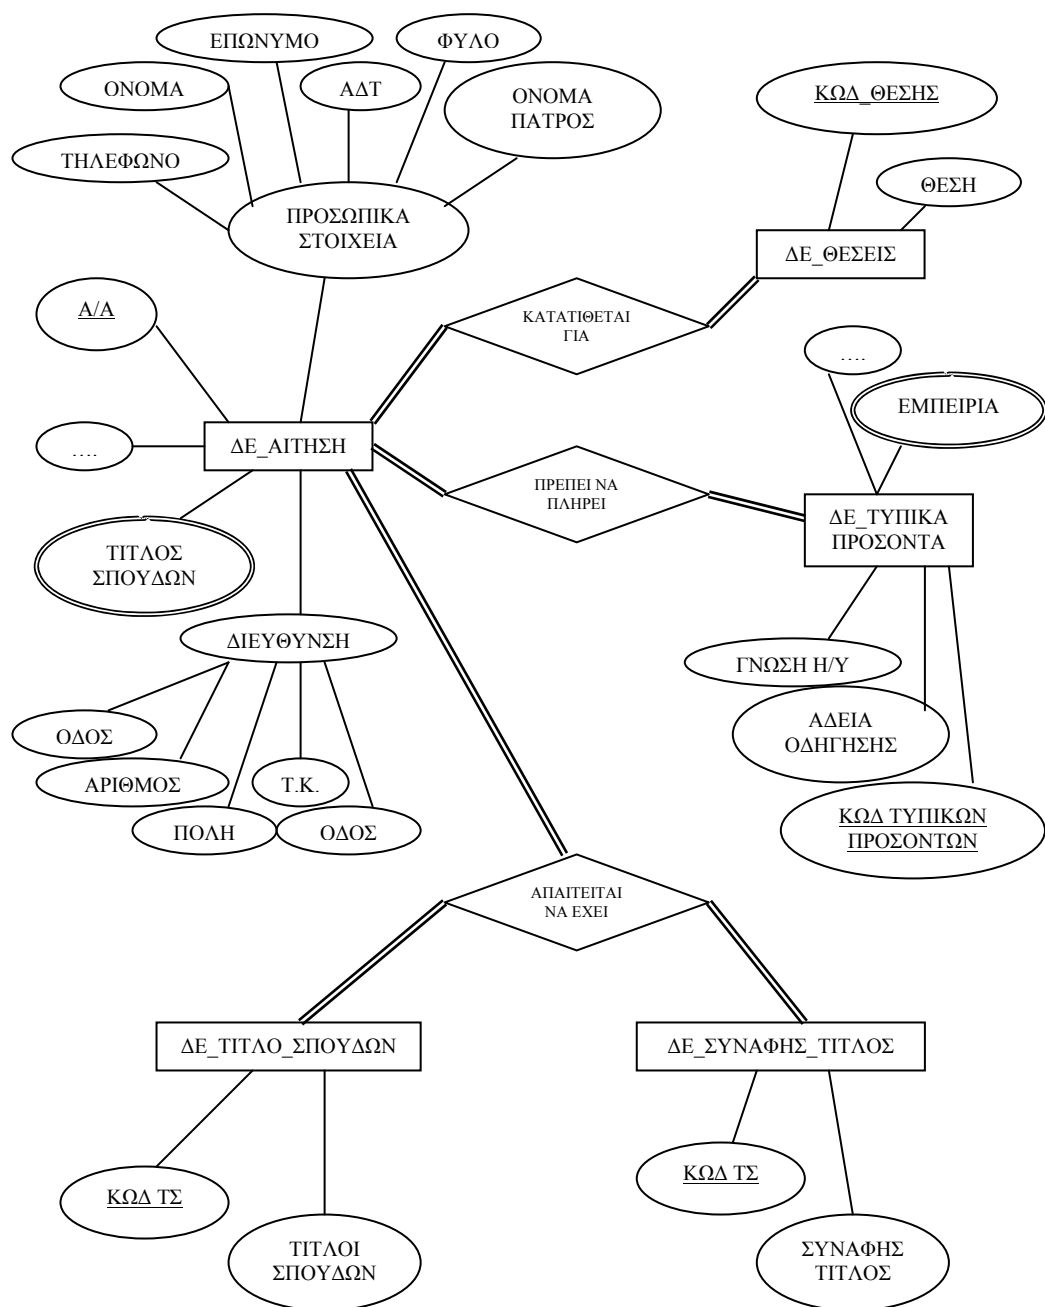 ΕΠΩΝΥΜΟ
ΦΥΛΟ
ΟΝΟΜΑ
ΑΔΤ
ΟΝΟΜΑ
ΠΑΤΡΟΣ
ΚΩΔ_ΘΕΣΗΣ
ΤΗΛΕΦΩΝΟ
ΘΕΣΗ
ΠΡΟΣΩΠΙΚΑ
ΣΤΟΙΧΕΙΑ
ΔΕ_ΘΕΣΕΙΣ
Α/Α
ΚΑΤΑΤΙΘΕΤΑΙ
ΓΙΑ
….
ΕΜΠΕΙΡΙΑ
….
ΔΕ_ΑΙΤΗΣΗ
ΠΡΕΠΕΙ ΝΑ
ΠΛΗΡΕΙ
ΔΕ_ΤΥΠΙΚΑ
ΠΡΟΣΟΝΤΑ
ΤΙΤΛΟΣ
ΣΠΟΥΔΩΝ
ΔΙΕΥΘΥΝΣΗ
ΓΝΩΣΗ Η/Υ
ΑΔΕΙΑ
ΟΔΗΓΗΣΗΣ
ΟΔΟΣ
ΑΡΙΘΜΟΣ
Τ.Κ.
ΠΟΛΗ
ΟΔΟΣ
ΚΩΔ ΤΥΠΙΚΩΝ
ΠΡΟΣΟΝΤΩΝ
ΑΠΑΙΤΕΙΤΑΙ
ΝΑ ΕΧΕΙ
ΔΕ_ΤΙΤΛΟ_ΣΠΟΥΔΩΝ
ΔΕ_ΣΥΝΑΦΗΣ_ΤΙΤΛΟΣ
ΚΩΔ ΤΣ
ΚΩΔ ΤΣ
ΤΙΤΛΟΙ
ΣΠΟΥΔΩΝ
ΣΥΝΑΦΗΣ
ΤΙΤΛΟΣ